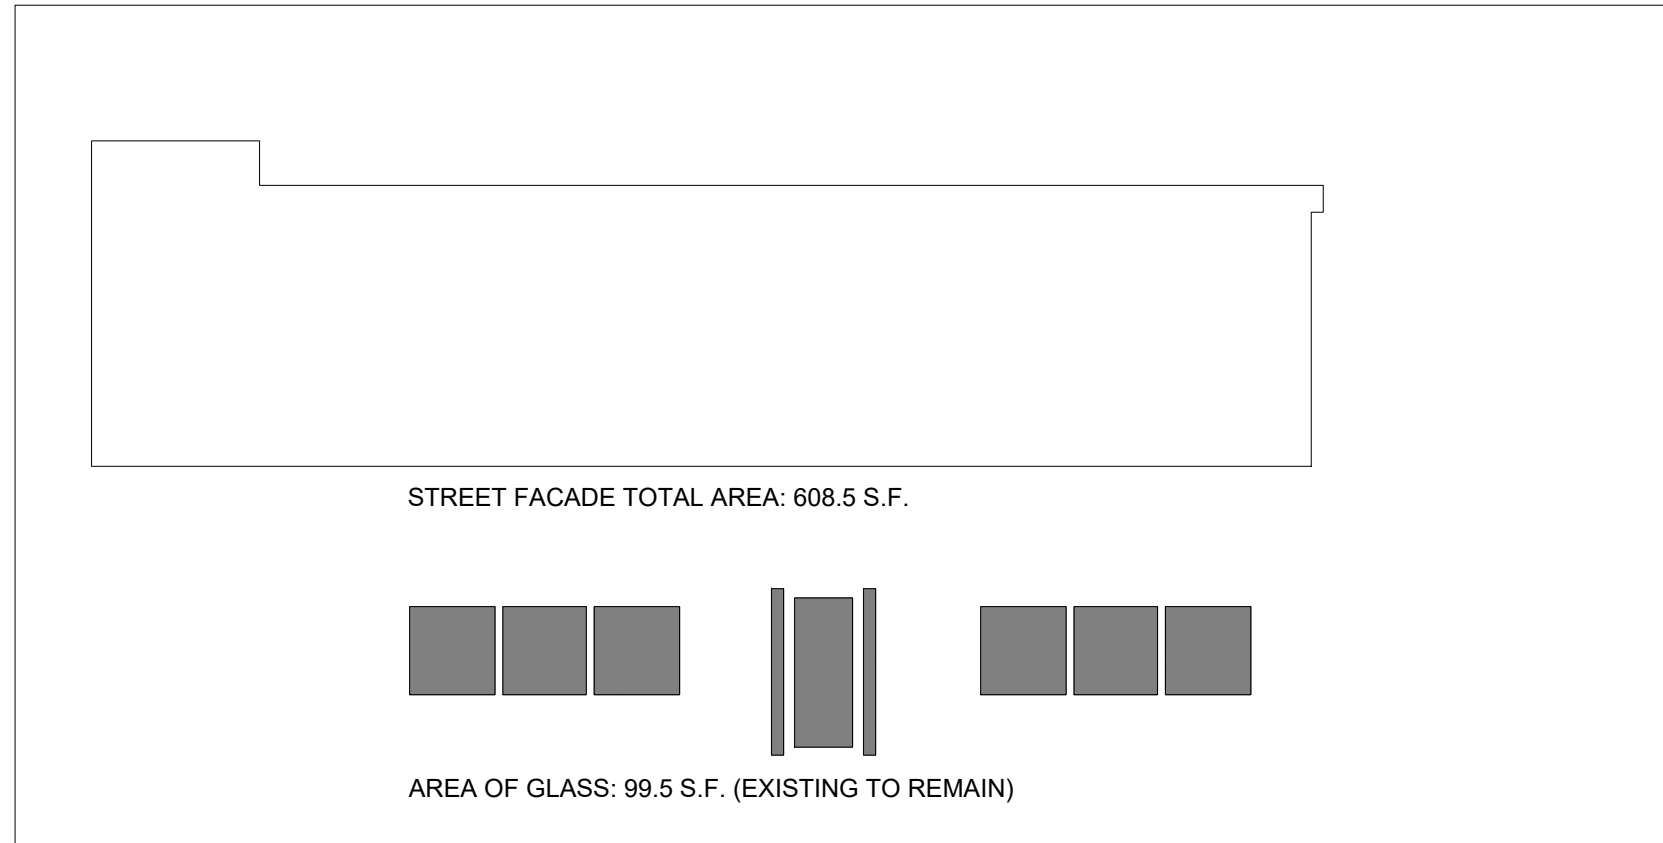 STREET FACADE TOTAL AREA: 608.5 S.F.
AREA OF GLASS: 99.5 S.F. (EXISTING TO REMAIN)